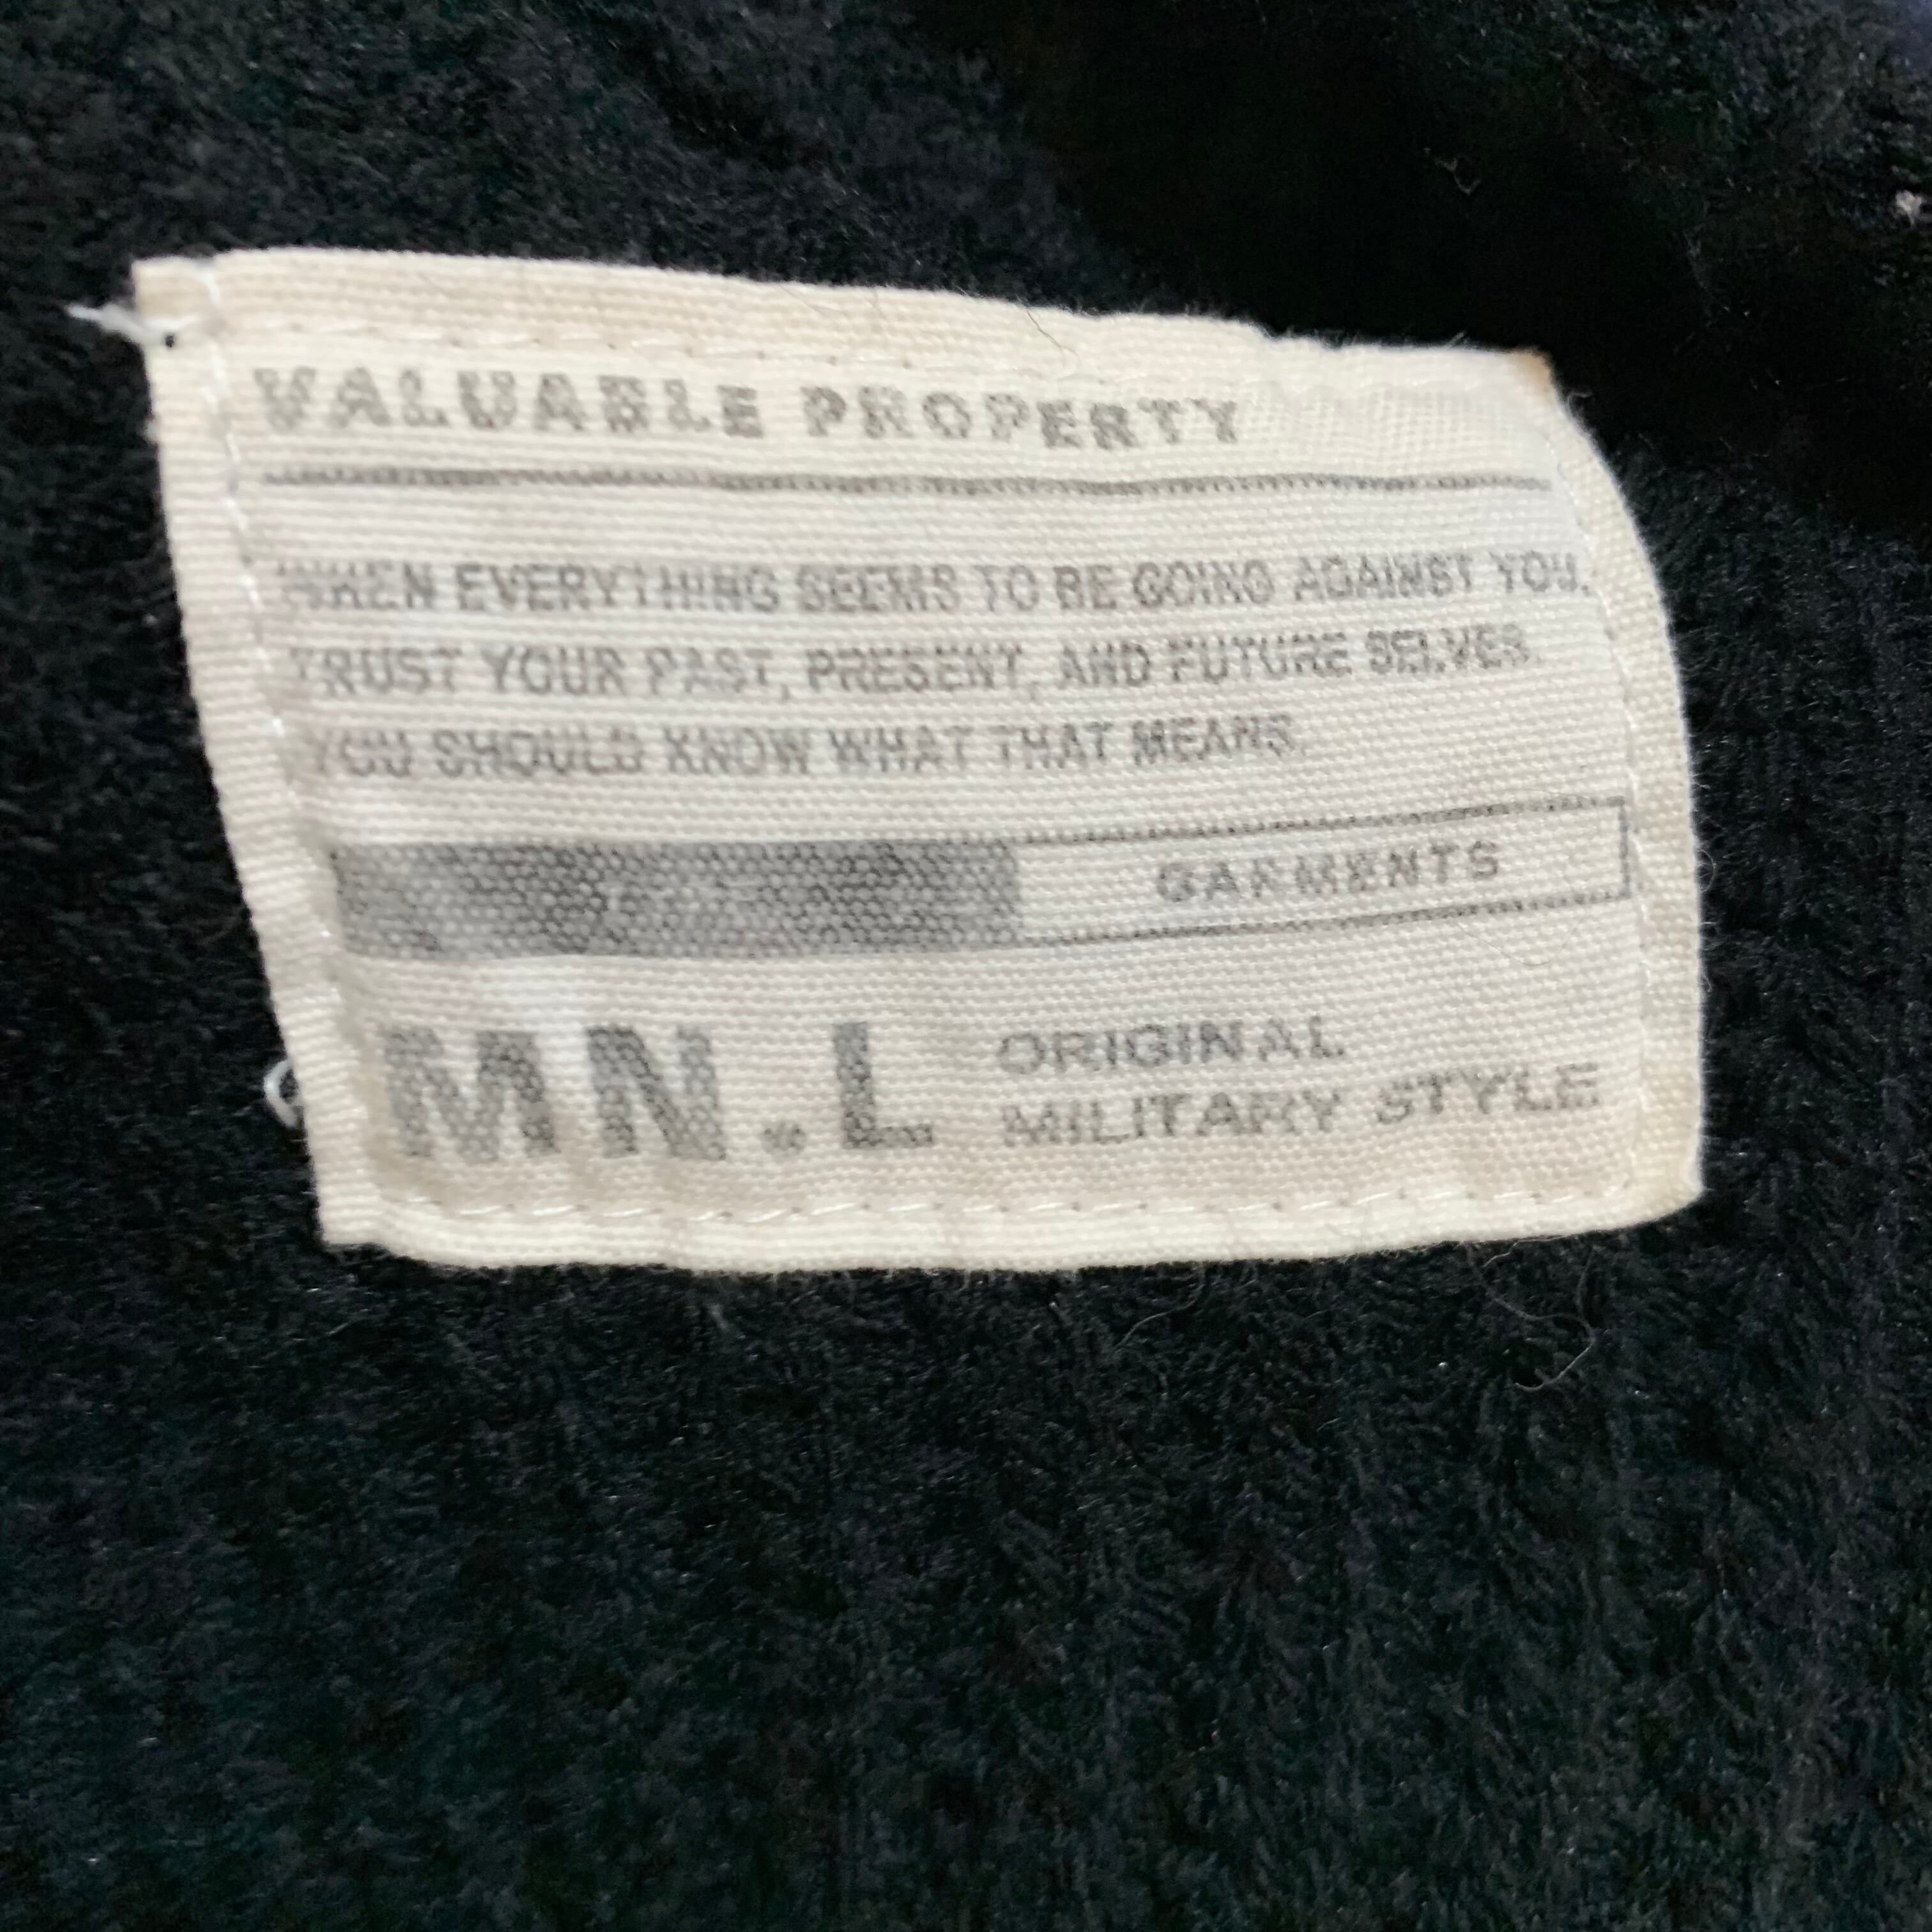 VALUABLE PROPERTY
WHEN EVERYTHING SEEMS TO BE GOING AGAINST YOU.
TRUST YOUR PAST, PRESENT, AND FUTURE SELVES.
YOU SHOULD KNOW WHAT THAT MEANS.
GARMENTS
MN.L
ORIGINAL
MILITARY STYLE